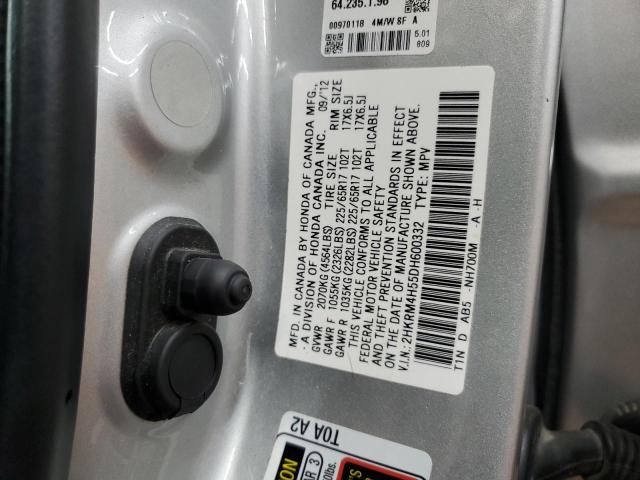 64.235.1.98
00970118 4M/W SF A
5.01
809
MFD. IN CANADA BY HONDA OF CANADA MFG.,
- A DIVISION OF HONDA CANADA INC. 09/'12
GVWR 2070KG (4564LBS) TIRE SIZE RIM SIZE
GAWR F 1055KG (2326LBS) 225/65R17 102T 17X6.5J
GAWR R 1035KG (2282LBS) 225/65R17 102T 17X6.5J
THIS VEHICLE CONFORMS TO ALL APPLICABLE
FEDERAL MOTOR VEHICLE SAFETY
AND THEFT PREVENTION STANDARDS IN EFFECT
ON THE DATE OF MANUFACTURE SHOWN ABOVE.
V.I.N.: 2HKRM4H55DH600332 TYPE: MPV
T1N D AB5 -NH700M -A -H
T0A A2